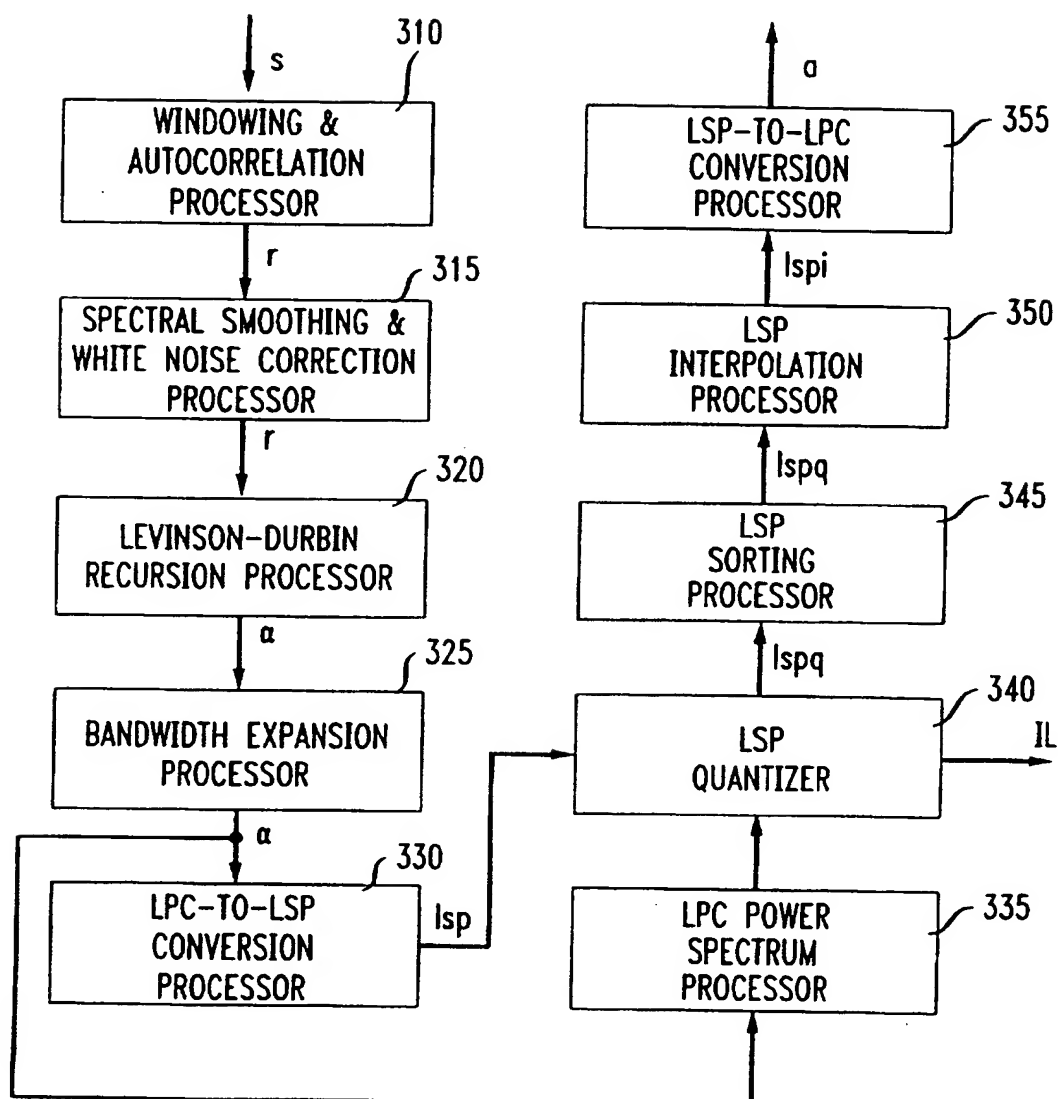 s
310
WINDOWING &
AUTOCORRELATION
PROCESSOR
r
315
SPECTRAL SMOOTHING &
WHITE NOISE CORRECTION
PROCESSOR
r
320
LEVINSON-DURBIN
RECURSION PROCESSOR
α
325
BANDWIDTH EXPANSION
PROCESSOR
α
330
LPC-TO-LSP
CONVERSION
PROCESSOR
lsp
a
355
LSP-TO-LPC
CONVERSION
PROCESSOR
lspi
350
LSP
INTERPOLATION
PROCESSOR
lspq
345
LSP
SORTING
PROCESSOR
lspq
340
LSP
QUANTIZER
IL
335
LPC POWER
SPECTRUM
PROCESSOR